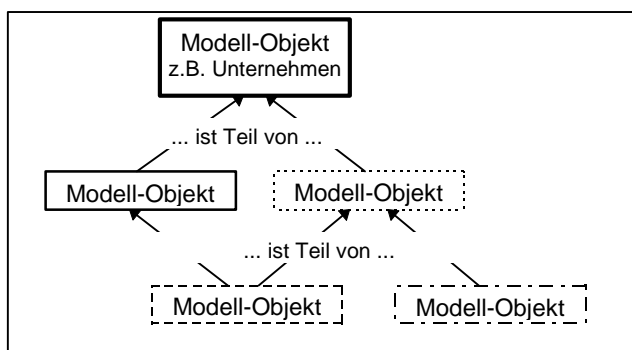 Modell-Objekt
z.B. Unternehmen
... ist Teil von ...
Modell-Objekt
Modell-Objekt
... ist Teil von ...
Modell-Objekt
Modell-Objekt